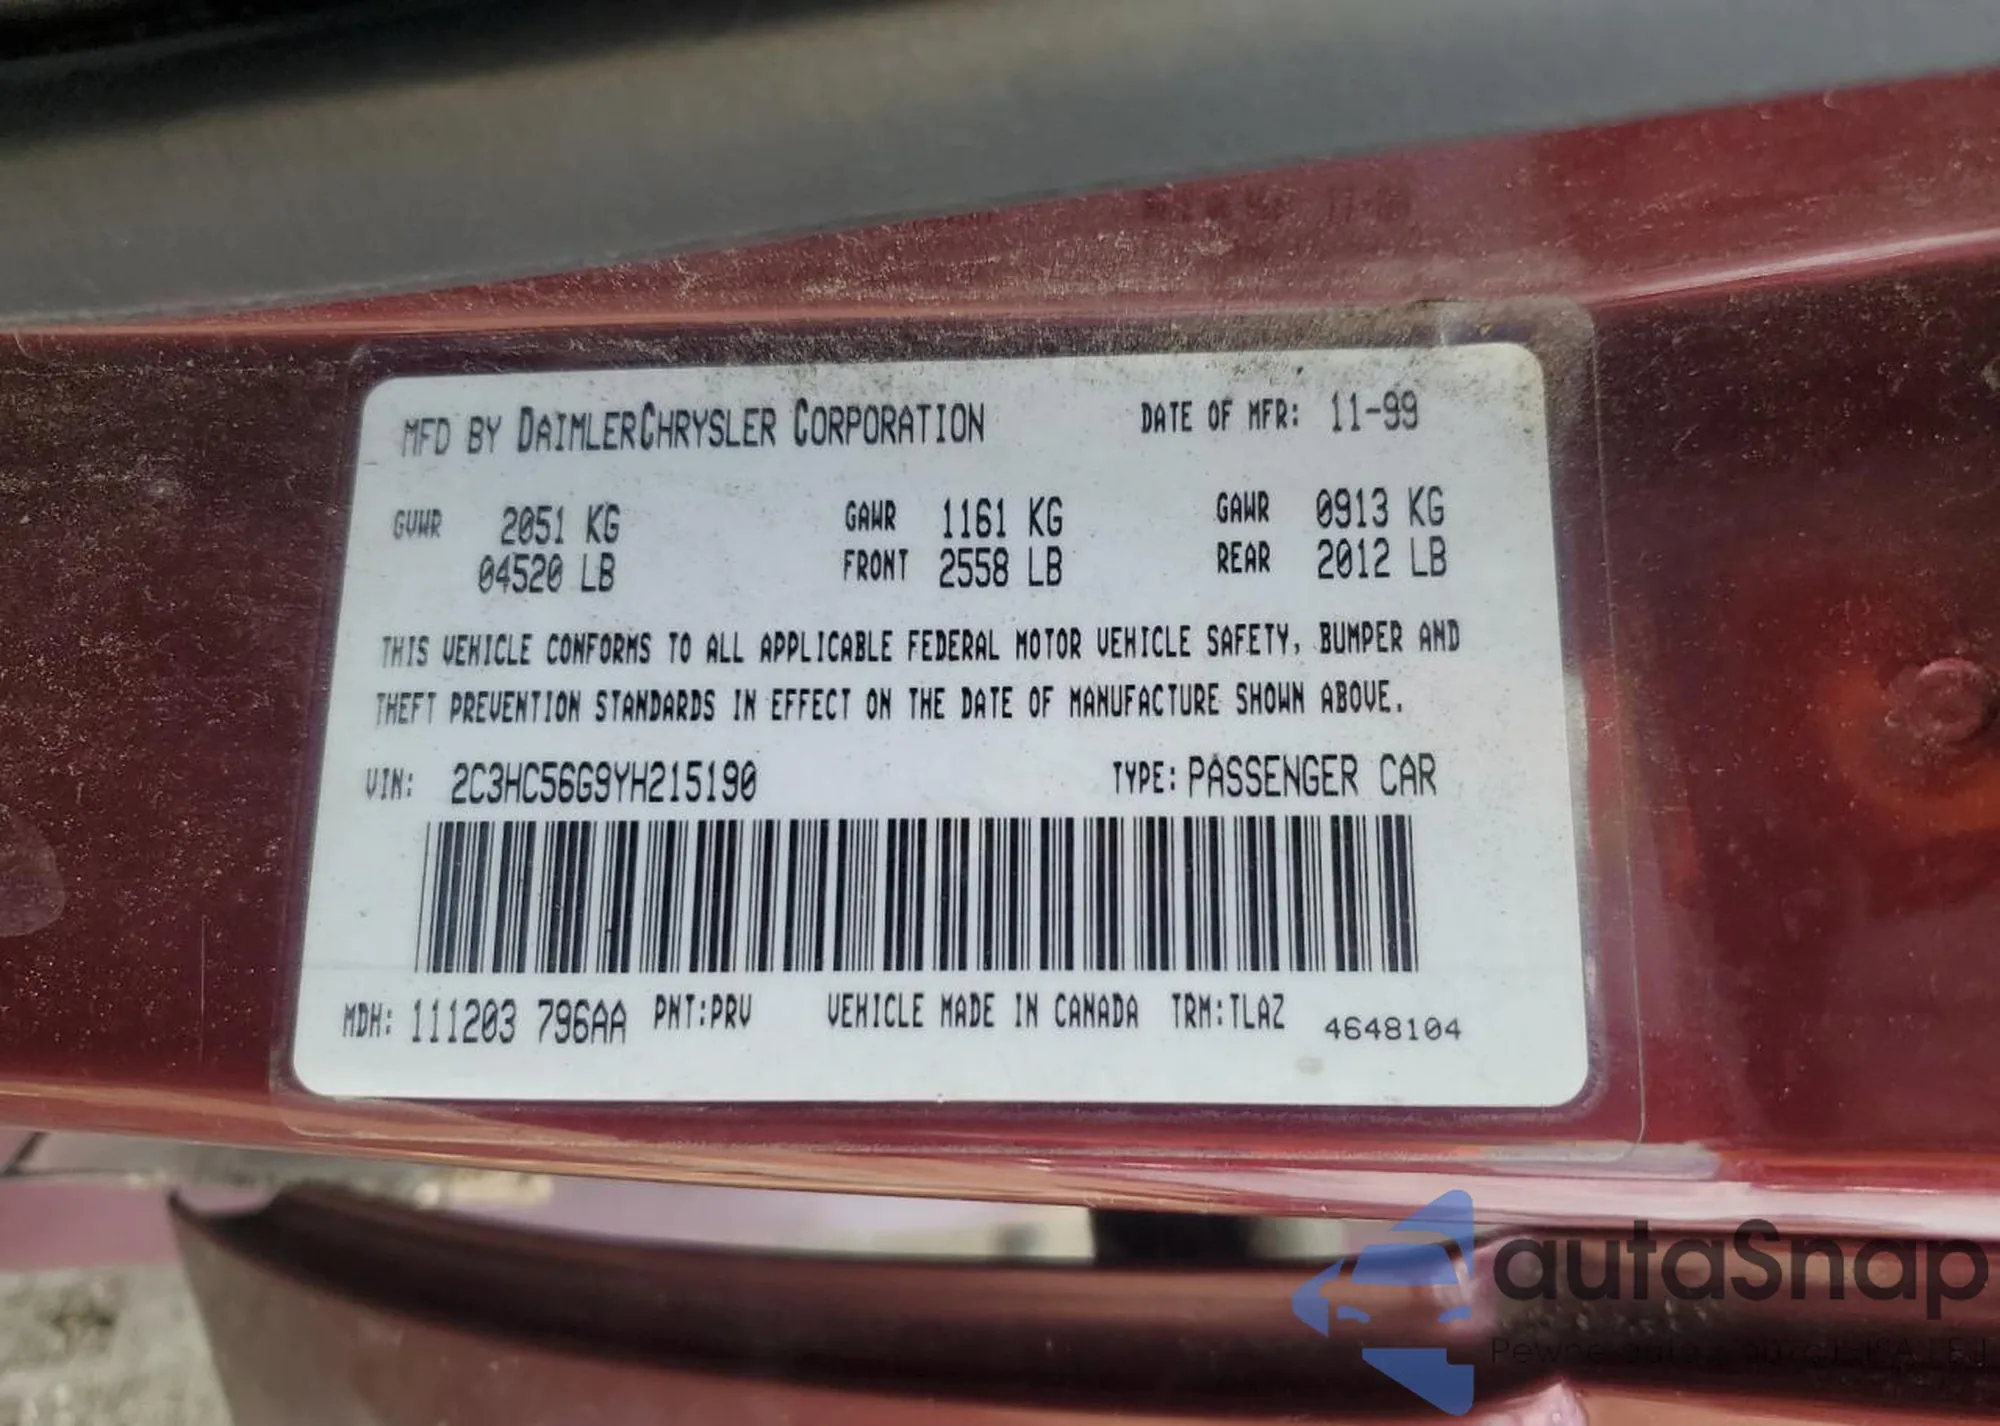 MFD BY DAIMLERCHRYSLER CORPORATION DATE OF MFR: 11-99
GVWR 2051 KG GAWR 1161 KG GAWR 0913 KG
04520 LB FRONT 2558 LB REAR 2012 LB
THIS VEHICLE CONFORMS TO ALL APPLICABLE FEDERAL MOTOR VEHICLE SAFETY, BUMPER AND
THEFT PREVENTION STANDARDS IN EFFECT ON THE DATE OF MANUFACTURE SHOWN ABOVE.
VIN: 2C3HC56G9YH215190 TYPE: PASSENGER CAR
MDH: 111203 796AA PNT:PRV VEHICLE MADE IN CANADA TRM:TLAZ 4648104
autaSnap
Pewne auta z